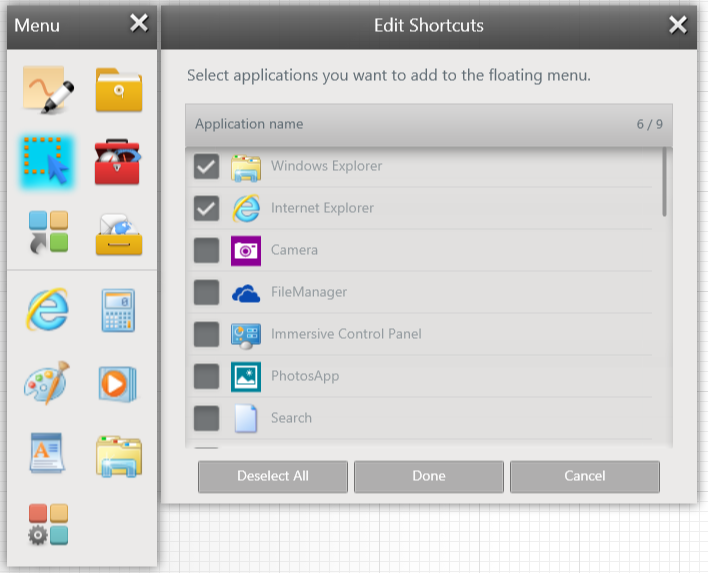 Menu
Edit Shortcuts
Select applications you want to add to the floating menu.
Application name 6 / 9
Windows Explorer
Internet Explorer
Camera
FileManager
Immersive Control Panel
PhotosApp
Search
Deselect All Done Cancel